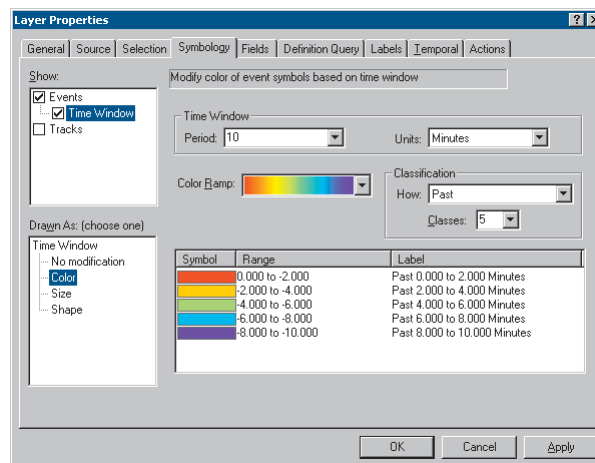 Layer Properties
General Source Selection Symbology Fields Definition Query Labels Temporal Actions
Show:
Events
Time Window
Tracks
Modify color of event symbols based on time window
Time Window
Period: 10
Units: Minutes
Color Ramp:
Classification
How: Past
Classes: 5
Drawn As: (choose one)
Time Window
No modification
Color
Size
Shape
Symbol Range Label
0.000 to -2.000 Past 0.000 to 2.000 Minutes
-2.000 to -4.000 Past 2.000 to 4.000 Minutes
-4.000 to -6.000 Past 4.000 to 6.000 Minutes
-6.000 to -8.000 Past 6.000 to 8.000 Minutes
-8.000 to -10.000 Past 8.000 to 10.000 Minutes
OK Cancel Apply